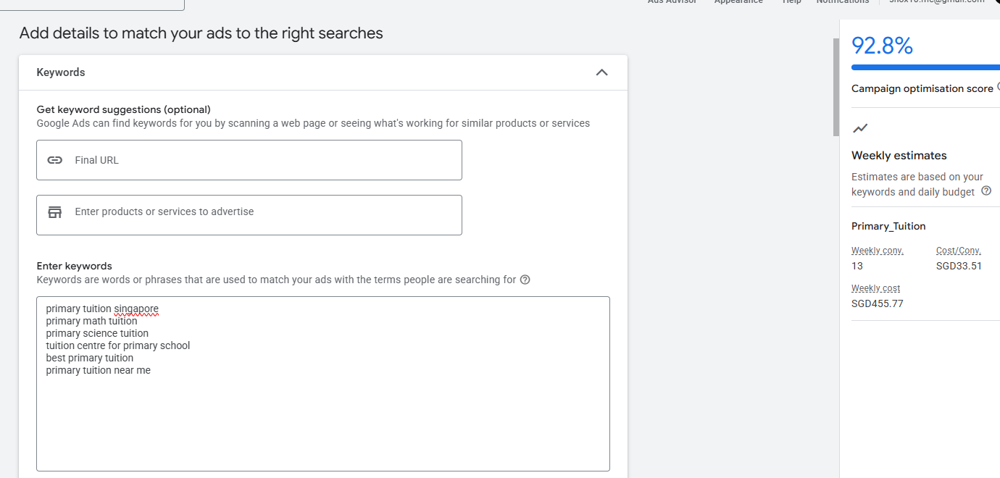 Ads Advisor Appearance Help Notifications
Add details to match your ads to the right searches
Keywords
Get keyword suggestions (optional)
Google Ads can find keywords for you by scanning a web page or seeing what's working for similar products or services
Final URL
Enter products or services to advertise
Enter keywords
Keywords are words or phrases that are used to match your ads with the terms people are searching for
primary tuition singapore
primary math tuition
primary science tuition
tuition centre for primary school
best primary tuition
primary tuition near me
92.8%
Campaign optimisation score
Weekly estimates
Estimates are based on your
keywords and daily budget
Primary_Tuition
Weekly conv. Cost/Conv.
13 SGD33.51
Weekly cost
SGD455.77